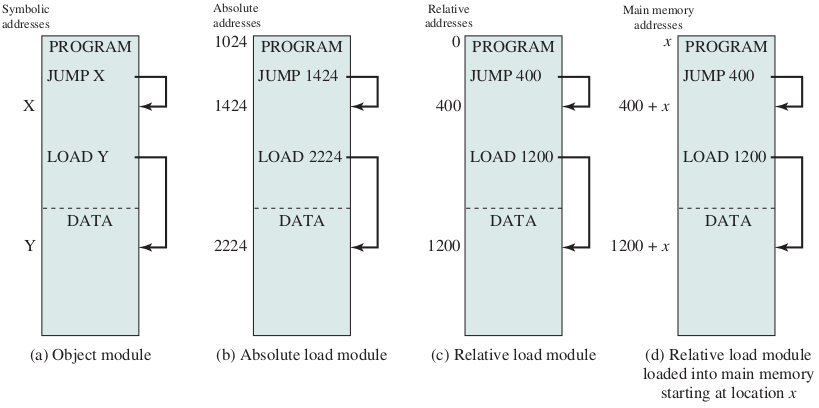 Symbolic
addresses
PROGRAM
JUMP X
X
LOAD Y
DATA
Y
(a) Object module
Absolute
addresses
1024
PROGRAM
JUMP 1424
1424
LOAD 2224
DATA
2224
(b) Absolute load module
Relative
addresses
0
PROGRAM
JUMP 400
400
LOAD 1200
DATA
1200
(c) Relative load module
Main memory
addresses
x
PROGRAM
JUMP 400
400 + x
LOAD 1200
DATA
1200 + x
(d) Relative load module
loaded into main memory
starting at location x